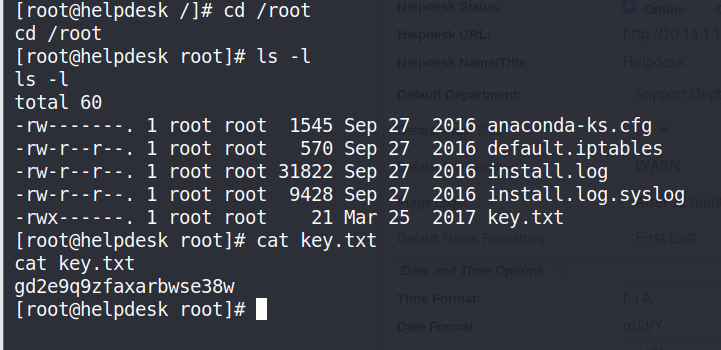 [root@helpdesk /]# cd /root
cd /root
[root@helpdesk root]# ls -l
ls -l
total 60
-rw-------. 1 root root  1545 Sep 27  2016 anaconda-ks.cfg
-rw-r--r--. 1 root root   570 Sep 27  2016 default.iptables
-rw-r--r--. 1 root root 31822 Sep 27  2016 install.log
-rw-r--r--. 1 root root  9428 Sep 27  2016 install.log.syslog
-rwx------. 1 root root    21 Mar 25  2017 key.txt
[root@helpdesk root]# cat key.txt
cat key.txt
gd2e9q9zfaxarbwse38w
[root@helpdesk root]#
Helpdesk Status:
Online
Helpdesk URL:
http://10.14.1.1
Helpdesk Name/Title:
Helpdesk
Default Department:
Support Dep
WARN
Default Name Formatting
First Last
Date and Time Options
Time Format:
h:i A
Date Format:
m/d/Y